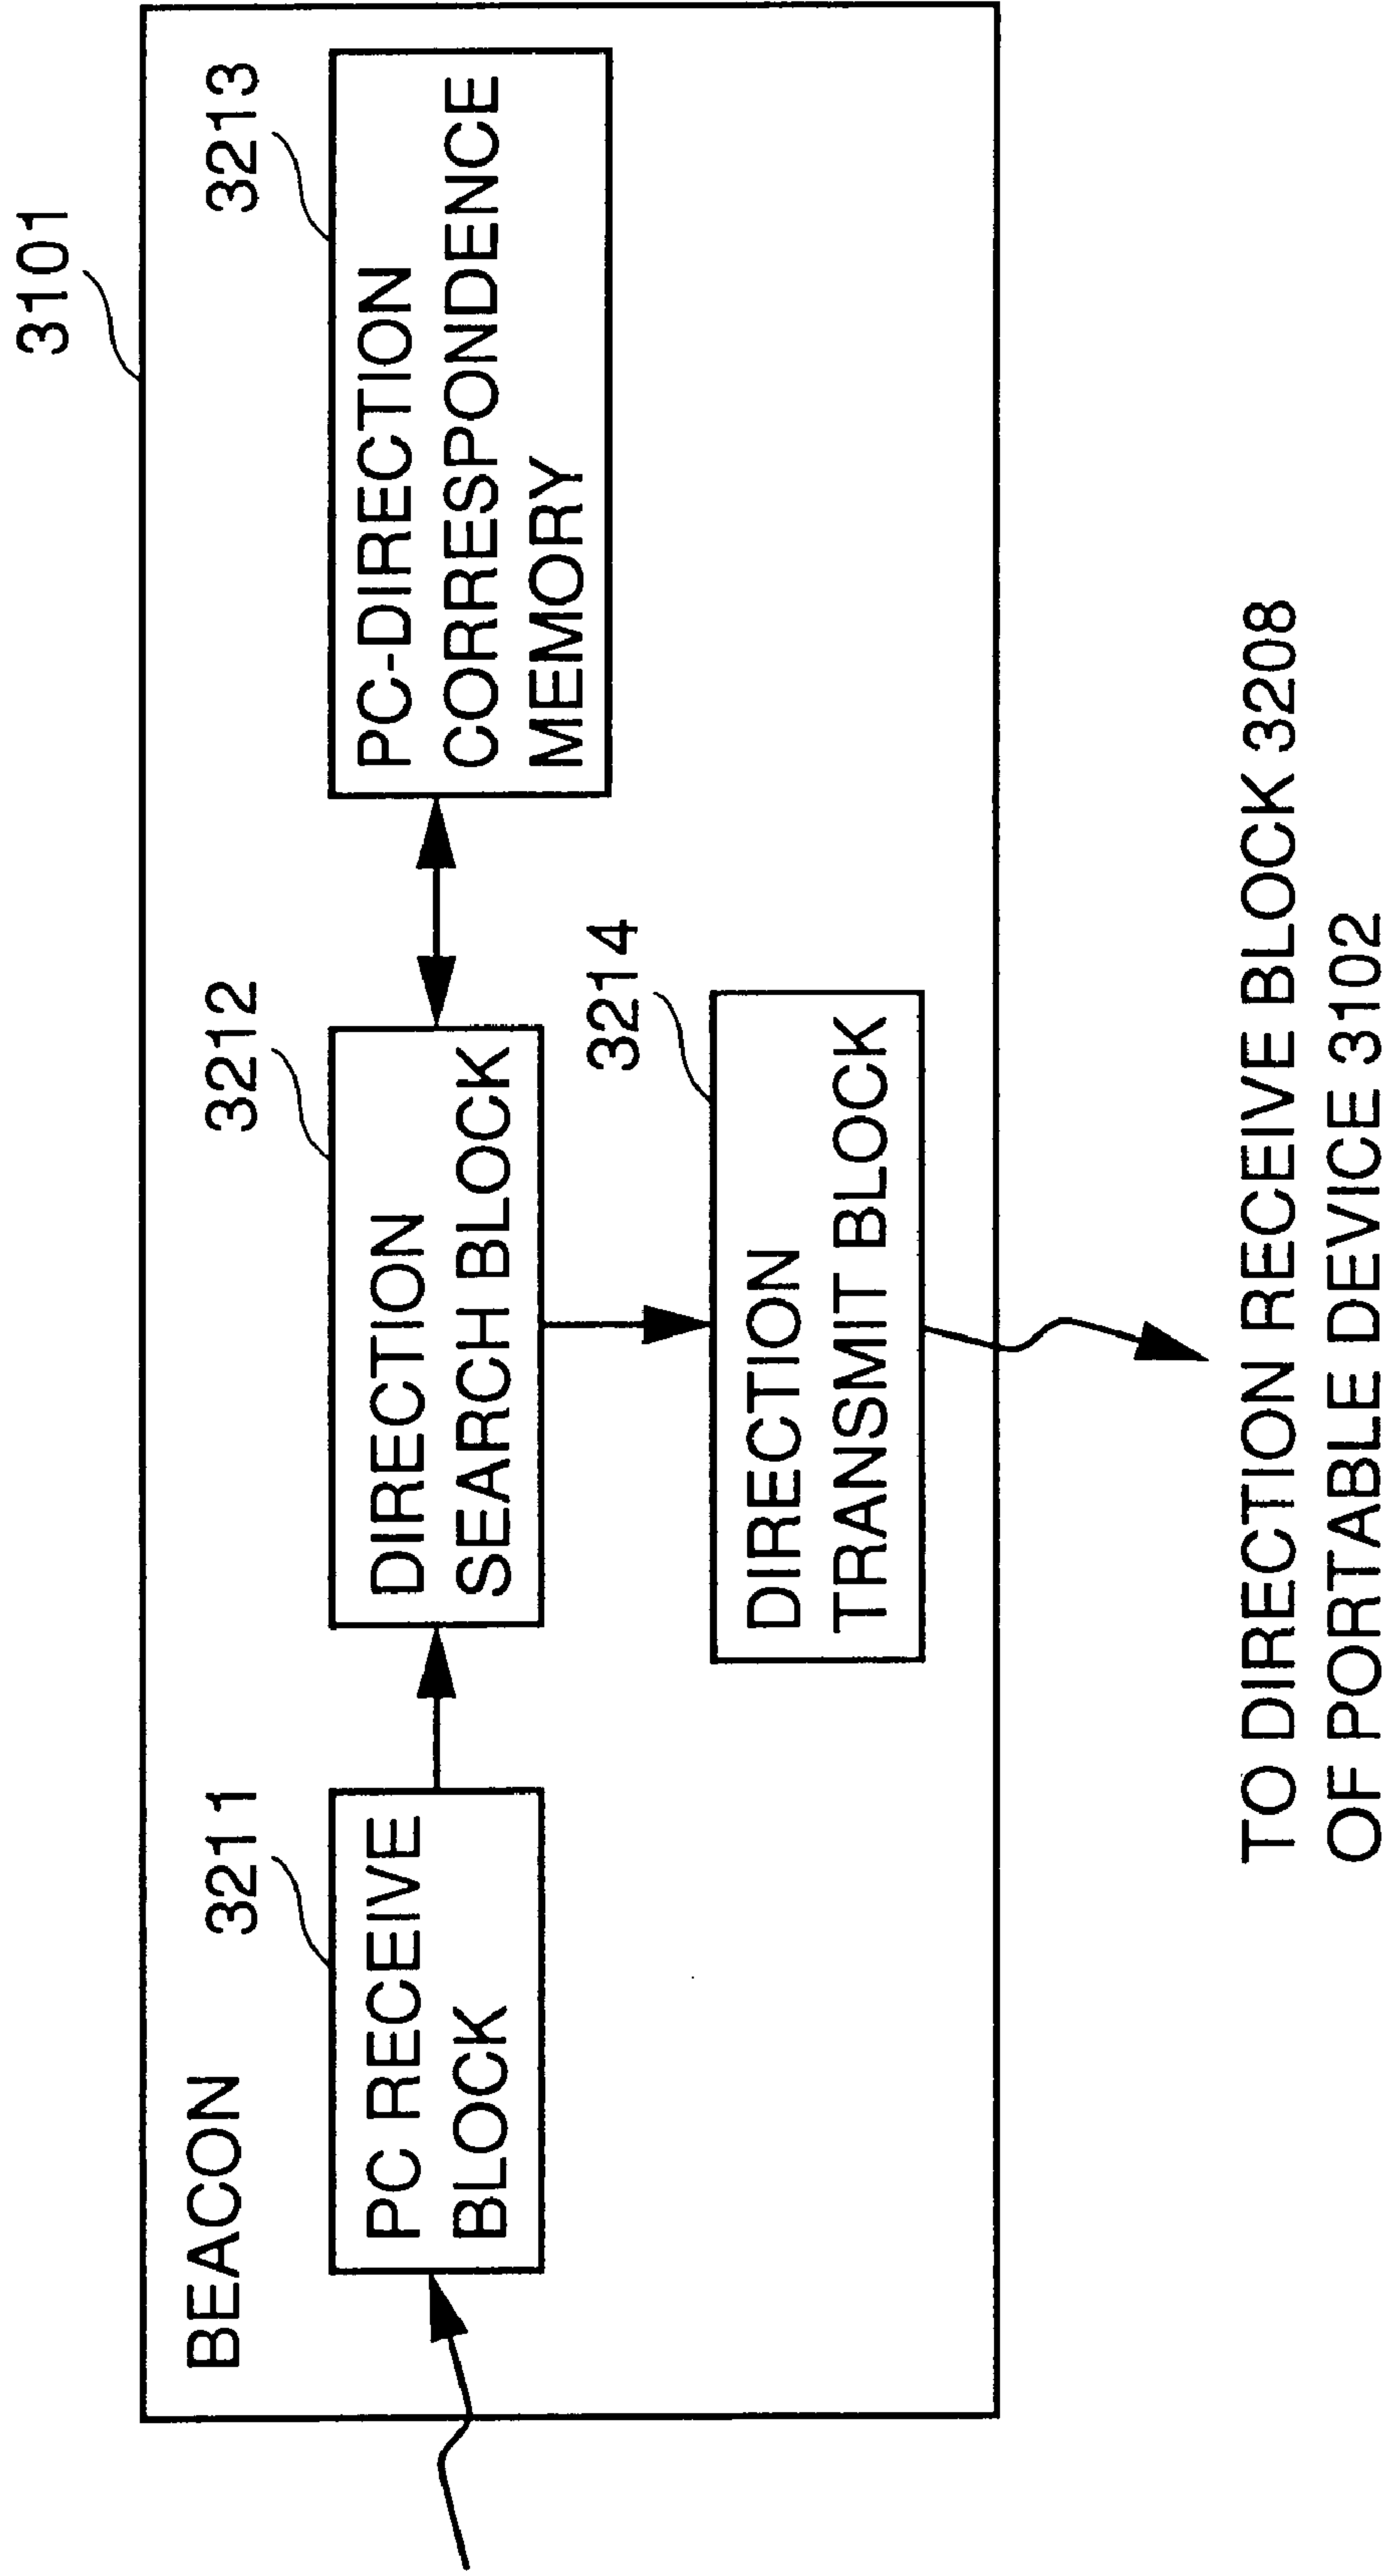 3101
BEACON
3211
PC RECEIVE
BLOCK
3212
DIRECTION
SEARCH BLOCK
3213
PC-DIRECTION
CORRESPONDENCE
MEMORY
3214
DIRECTION
TRANSMIT BLOCK
TO DIRECTION RECEIVE BLOCK 3208
OF PORTABLE DEVICE 3102